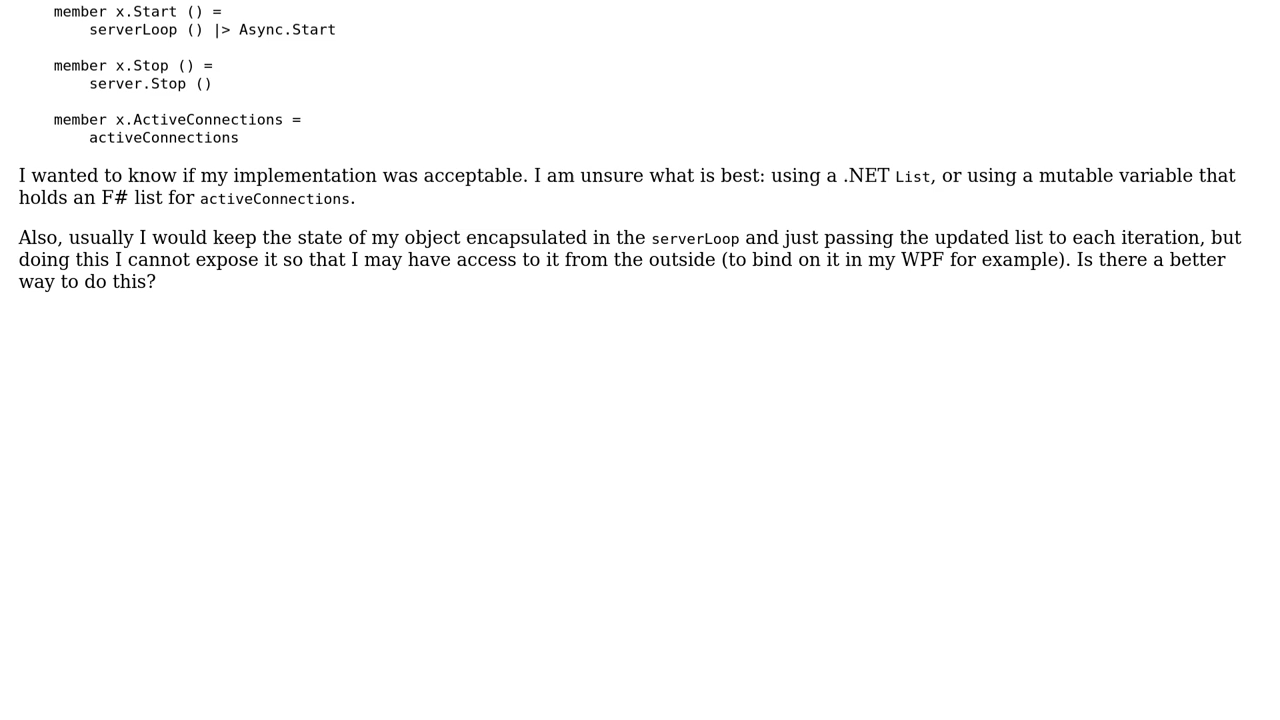 member x.Start () =
serverLoop () |> Async.Start
member x.Stop () =
server.Stop ()
member x.ActiveConnections =
activeConnections
I wanted to know if my implementation was acceptable. I am unsure what is best: using a .NET List, or using a mutable variable that
holds an F# list for activeConnections.
Also, usually I would keep the state of my object encapsulated in the serverLoop and just passing the updated list to each iteration, but
doing this I cannot expose it so that I may have access to it from the outside (to bind on it in my WPF for example). Is there a better
way to do this?